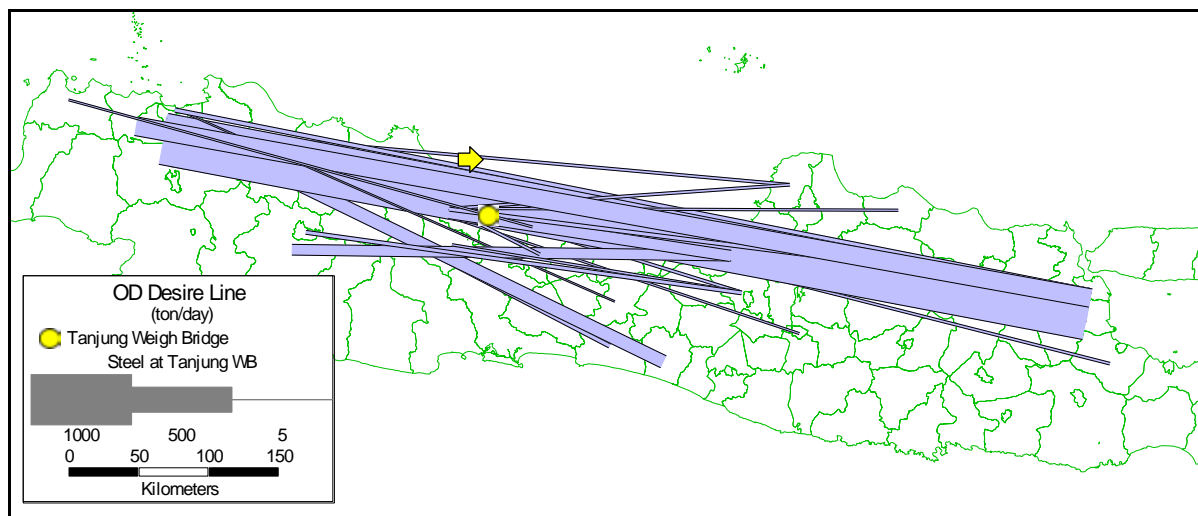 OD Desire Line
(ton/day)
Tanjung Weigh Bridge
Steel at Tanjung WB
1000 500 5
0 50 100 150
Kilometers